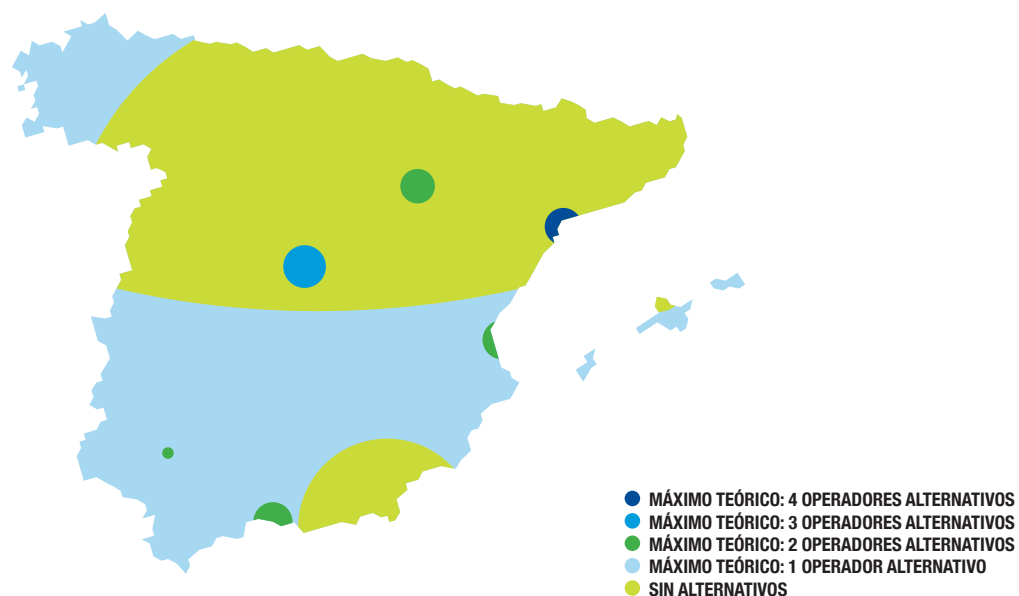 MÁXIMO TEÓRICO: 4 OPERADORES ALTERNATIVOS
MÁXIMO TEÓRICO: 3 OPERADORES ALTERNATIVOS
MÁXIMO TEÓRICO: 2 OPERADORES ALTERNATIVOS
MÁXIMO TEÓRICO: 1 OPERADOR ALTERNATIVO
SIN ALTERNATIVOS